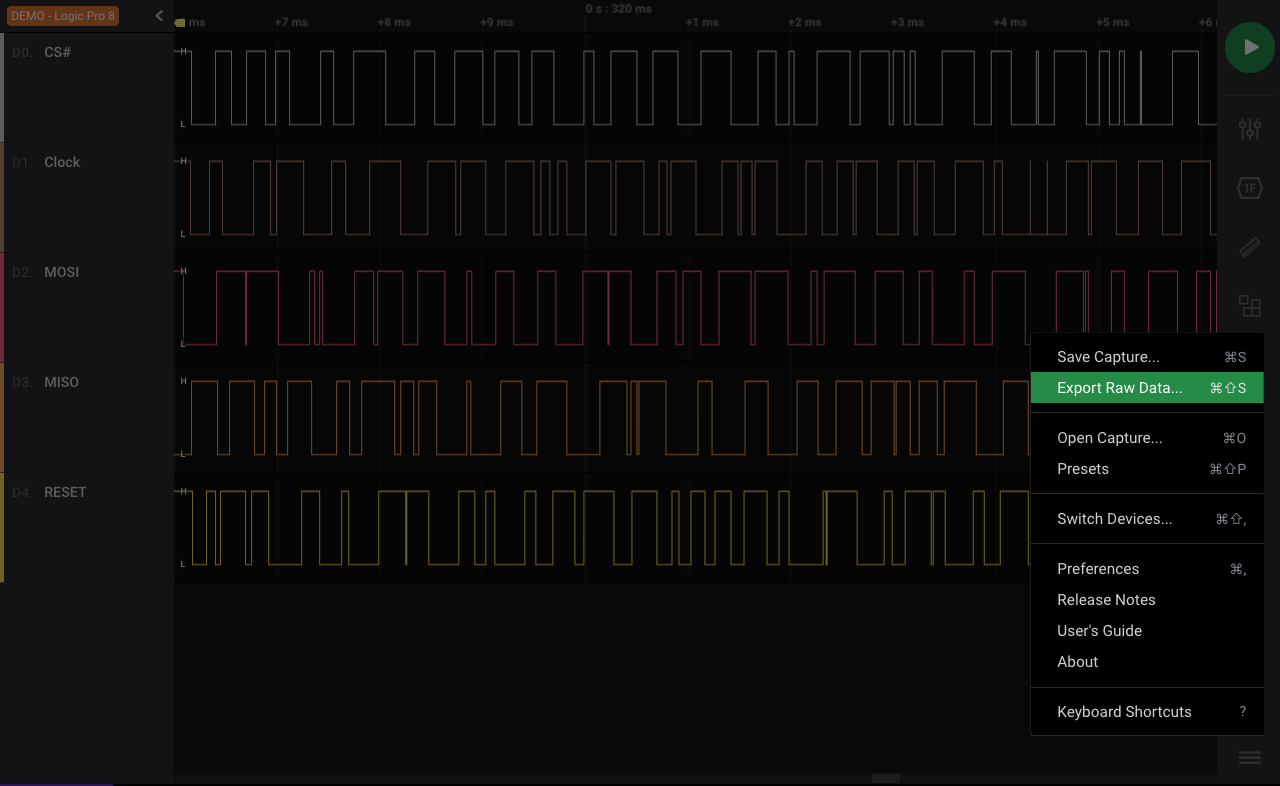 DEMO - Logic Pro 8
0 s : 320 ms
ms +7 ms +8 ms +9 ms +1 ms +2 ms +3 ms +4 ms +5 ms +6
D0. CS# H
L
D1. Clock H
L
D2. MOSI H
L
D3. MISO H
L
D4. RESET H
L
1F
Save Capture... ⌘S
Export Raw Data... ⌘⇧S
Open Capture... ⌘O
Presets ⌘⇧P
Switch Devices... ⌘⇧,
Preferences ⌘,
Release Notes
User's Guide
About
Keyboard Shortcuts ?